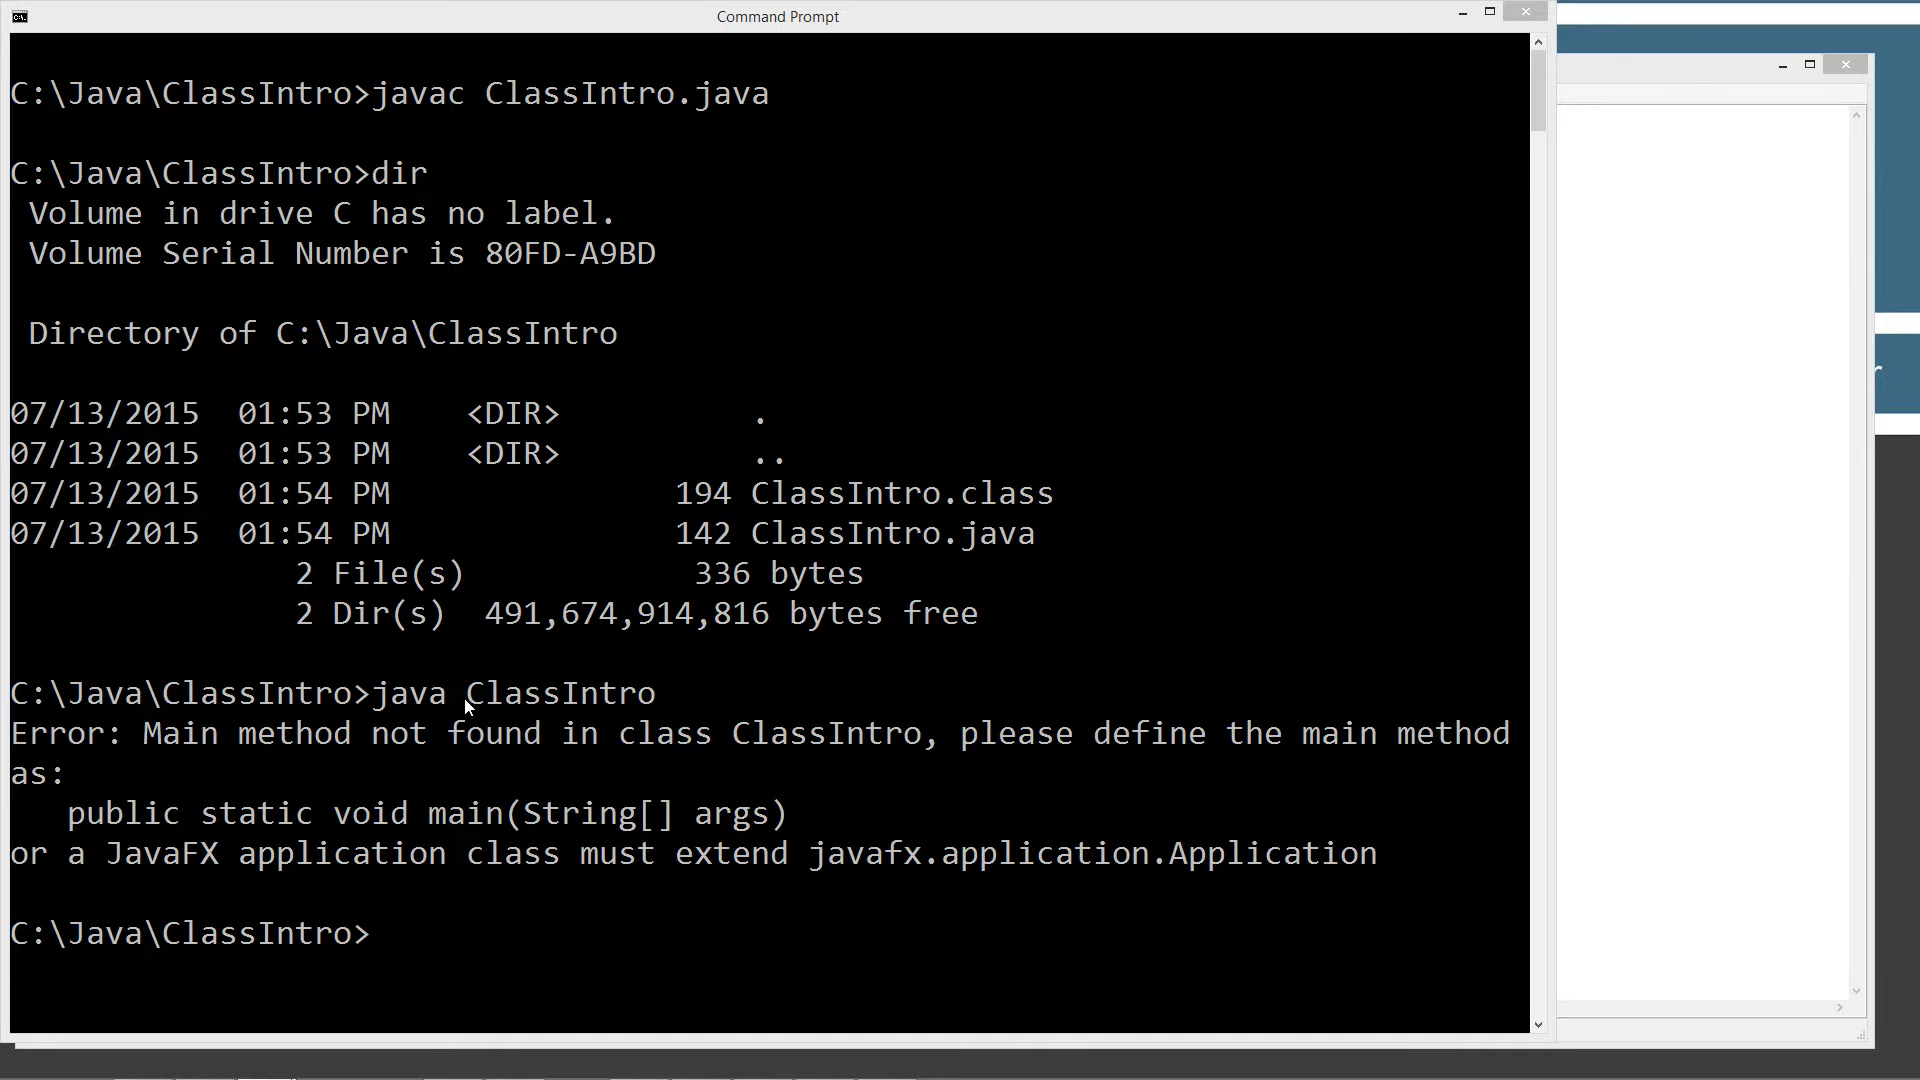 Command Prompt
C:\Java\ClassIntro>javac ClassIntro.java
C:\Java\ClassIntro>dir
Volume in drive C has no label.
Volume Serial Number is 80FD-A9BD
Directory of C:\Java\ClassIntro
07/13/2015  01:53 PM    <DIR>          .
07/13/2015  01:53 PM    <DIR>          ..
07/13/2015  01:54 PM               194 ClassIntro.class
07/13/2015  01:54 PM               142 ClassIntro.java
2 File(s)            336 bytes
2 Dir(s)  491,674,914,816 bytes free
C:\Java\ClassIntro>java ClassIntro
Error: Main method not found in class ClassIntro, please define the main method
as:
public static void main(String[] args)
or a JavaFX application class must extend javafx.application.Application
C:\Java\ClassIntro>